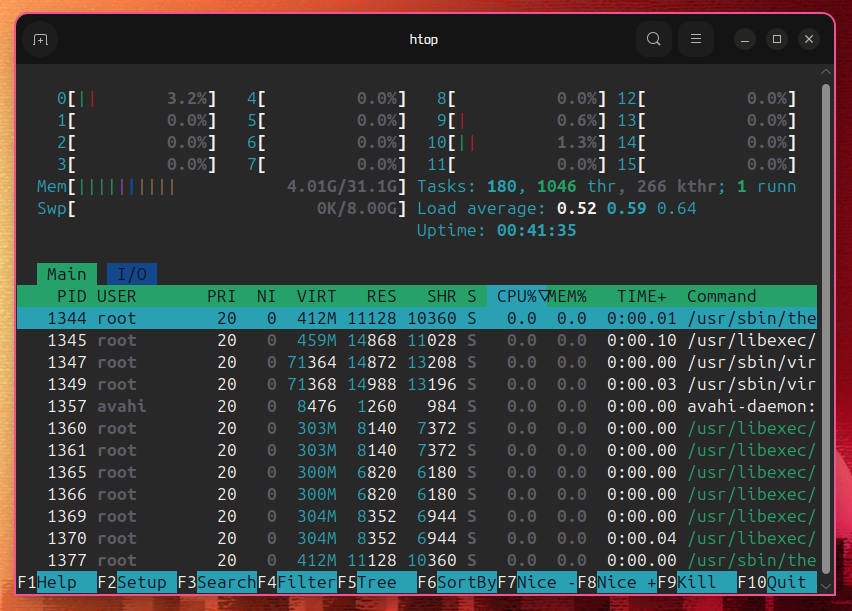 htop
0[|| 3.2%] 4[ 0.0%] 8[ 0.0%] 12[ 0.0%]
1[ 0.0%] 5[ 0.0%] 9[| 0.6%] 13[ 0.0%]
2[ 0.0%] 6[ 0.0%] 10[|| 1.3%] 14[ 0.0%]
3[ 0.0%] 7[ 0.0%] 11[ 0.0%] 15[ 0.0%]
Mem[|||||||||| 4.01G/31.1G] Tasks: 180, 1046 thr, 266 kthr; 1 runn
Swp[ 0K/8.00G] Load average: 0.52 0.59 0.64
Uptime: 00:41:35
Main I/O
PID USER PRI NI VIRT RES SHR S CPU%▽MEM% TIME+ Command
1344 root 20 0 412M 11128 10360 S 0.0 0.0 0:00.01 /usr/sbin/the
1345 root 20 0 459M 14868 11028 S 0.0 0.0 0:00.10 /usr/libexec/
1347 root 20 0 71364 14872 13208 S 0.0 0.0 0:00.00 /usr/sbin/vir
1349 root 20 0 71368 14988 13196 S 0.0 0.0 0:00.03 /usr/sbin/vir
1357 avahi 20 0 8476 1260 984 S 0.0 0.0 0:00.00 avahi-daemon:
1360 root 20 0 303M 8140 7372 S 0.0 0.0 0:00.00 /usr/libexec/
1361 root 20 0 303M 8140 7372 S 0.0 0.0 0:00.00 /usr/libexec/
1365 root 20 0 300M 6820 6180 S 0.0 0.0 0:00.00 /usr/libexec/
1366 root 20 0 300M 6820 6180 S 0.0 0.0 0:00.00 /usr/libexec/
1369 root 20 0 304M 8352 6944 S 0.0 0.0 0:00.00 /usr/libexec/
1370 root 20 0 304M 8352 6944 S 0.0 0.0 0:00.04 /usr/libexec/
1377 root 20 0 412M 11128 10360 S 0.0 0.0 0:00.00 /usr/sbin/the
F1Help F2Setup F3SearchF4FilterF5Tree F6SortByF7Nice -F8Nice +F9Kill F10Quit